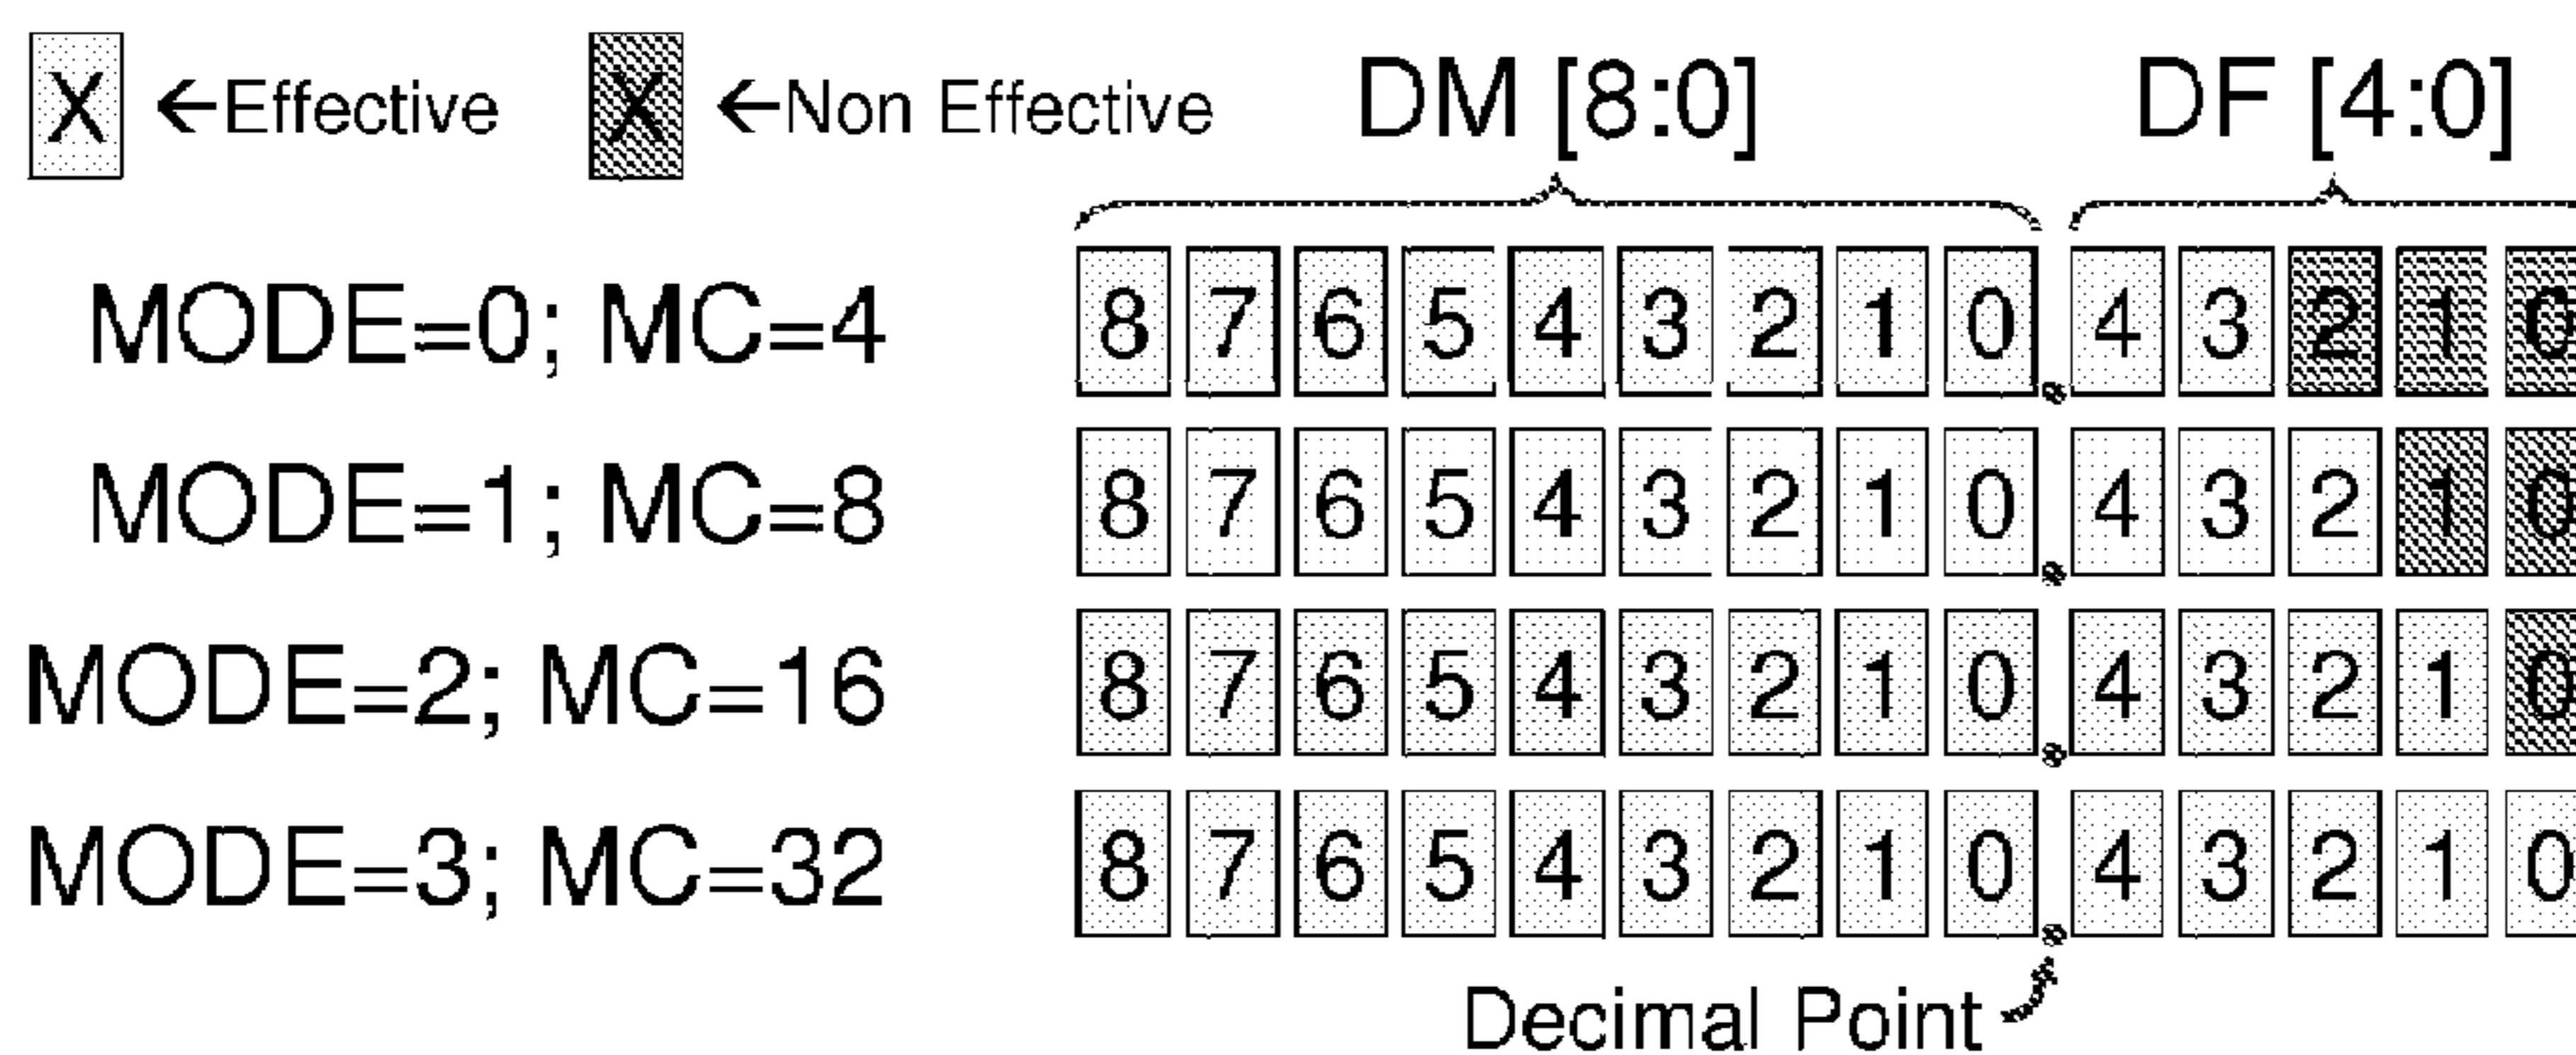 X ←Effective X ←Non Effective DM [8:0] DF [4:0]
MODE=0; MC=4 8 7 6 5 4 3 2 1 0 . 4 3 2 1 0
MODE=1; MC=8 8 7 6 5 4 3 2 1 0 . 4 3 2 1 0
MODE=2; MC=16 8 7 6 5 4 3 2 1 0 . 4 3 2 1 0
MODE=3; MC=32 8 7 6 5 4 3 2 1 0 . 4 3 2 1 0
Decimal Point